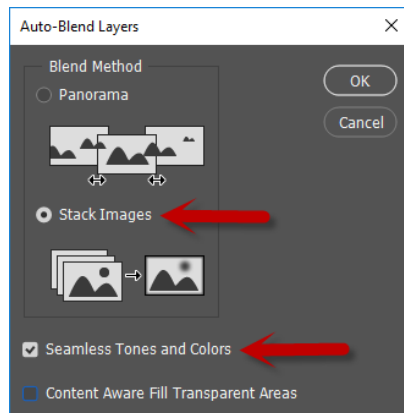 Auto-Blend Layers
Blend Method
Panorama
OK
Cancel
Stack Images
Seamless Tones and Colors
Content Aware Fill Transparent Areas